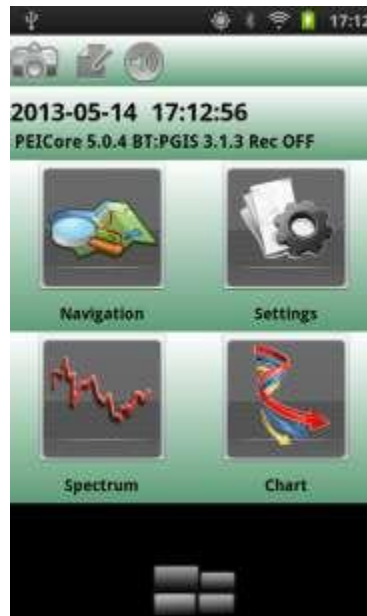 17:12
2013-05-14 17:12:56
PEICore 5.0.4 BT:PGIS 3.1.3 Rec OFF
Navigation
Settings
Spectrum
Chart